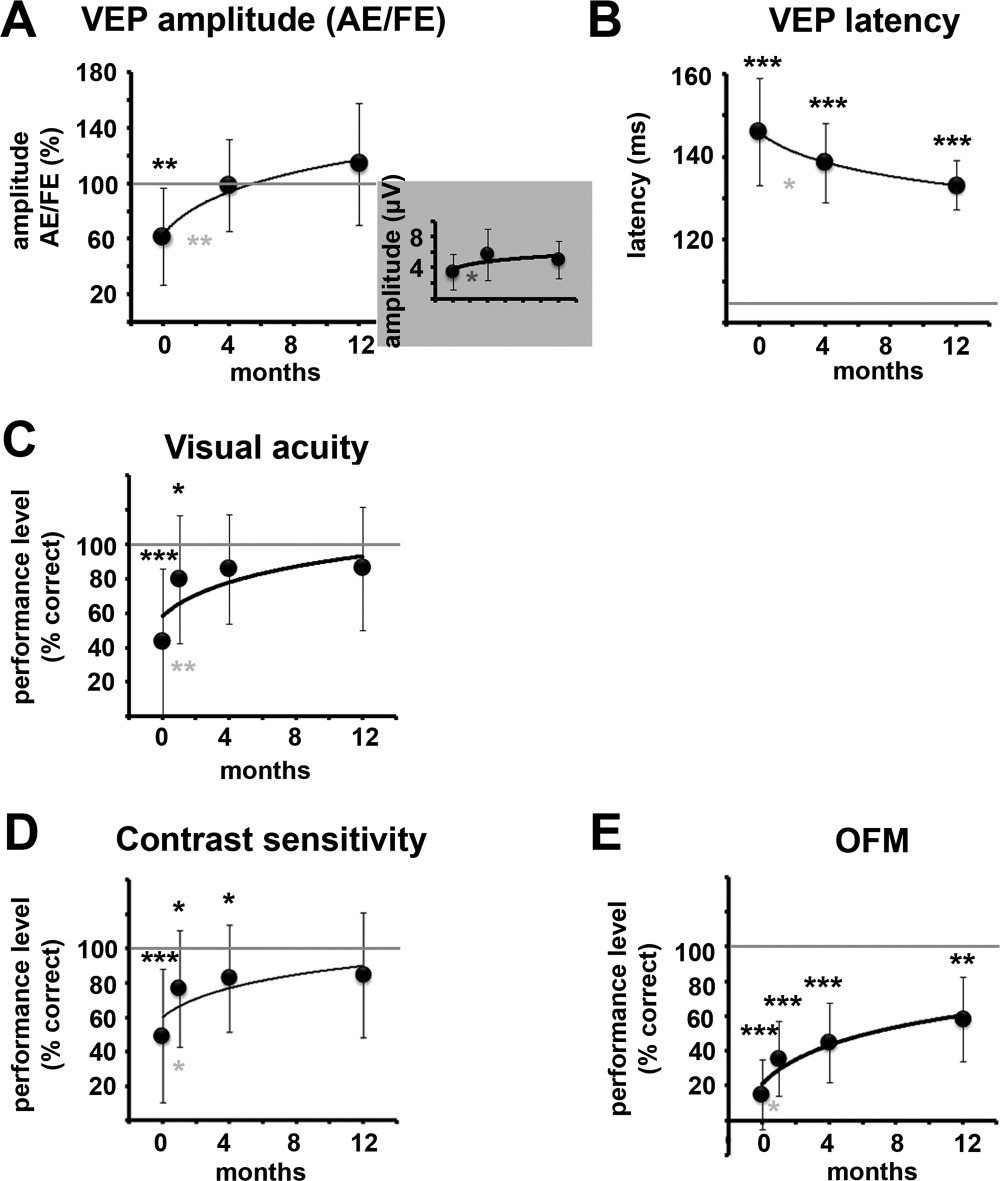 A
VEP amplitude (AE/FE)
amplitude
AE/FE (%)
180
140
100
60
20
**
**
0 4 8 12
months
amplitude (μV)
8
4
*
B
VEP latency
latency (ms)
160
140
120
***
***
***
*
0 4 8 12
months
C
Visual acuity
performance level
(% correct)
100
80
60
40
20
***
*
**
0 4 8 12
months
D
Contrast sensitivity
performance level
(% correct)
100
80
60
40
20
***
*
*
*
0 4 8 12
months
E
OFM
performance level
(% correct)
100
80
60
40
20
***
***
***
**
*
0 4 8 12
months